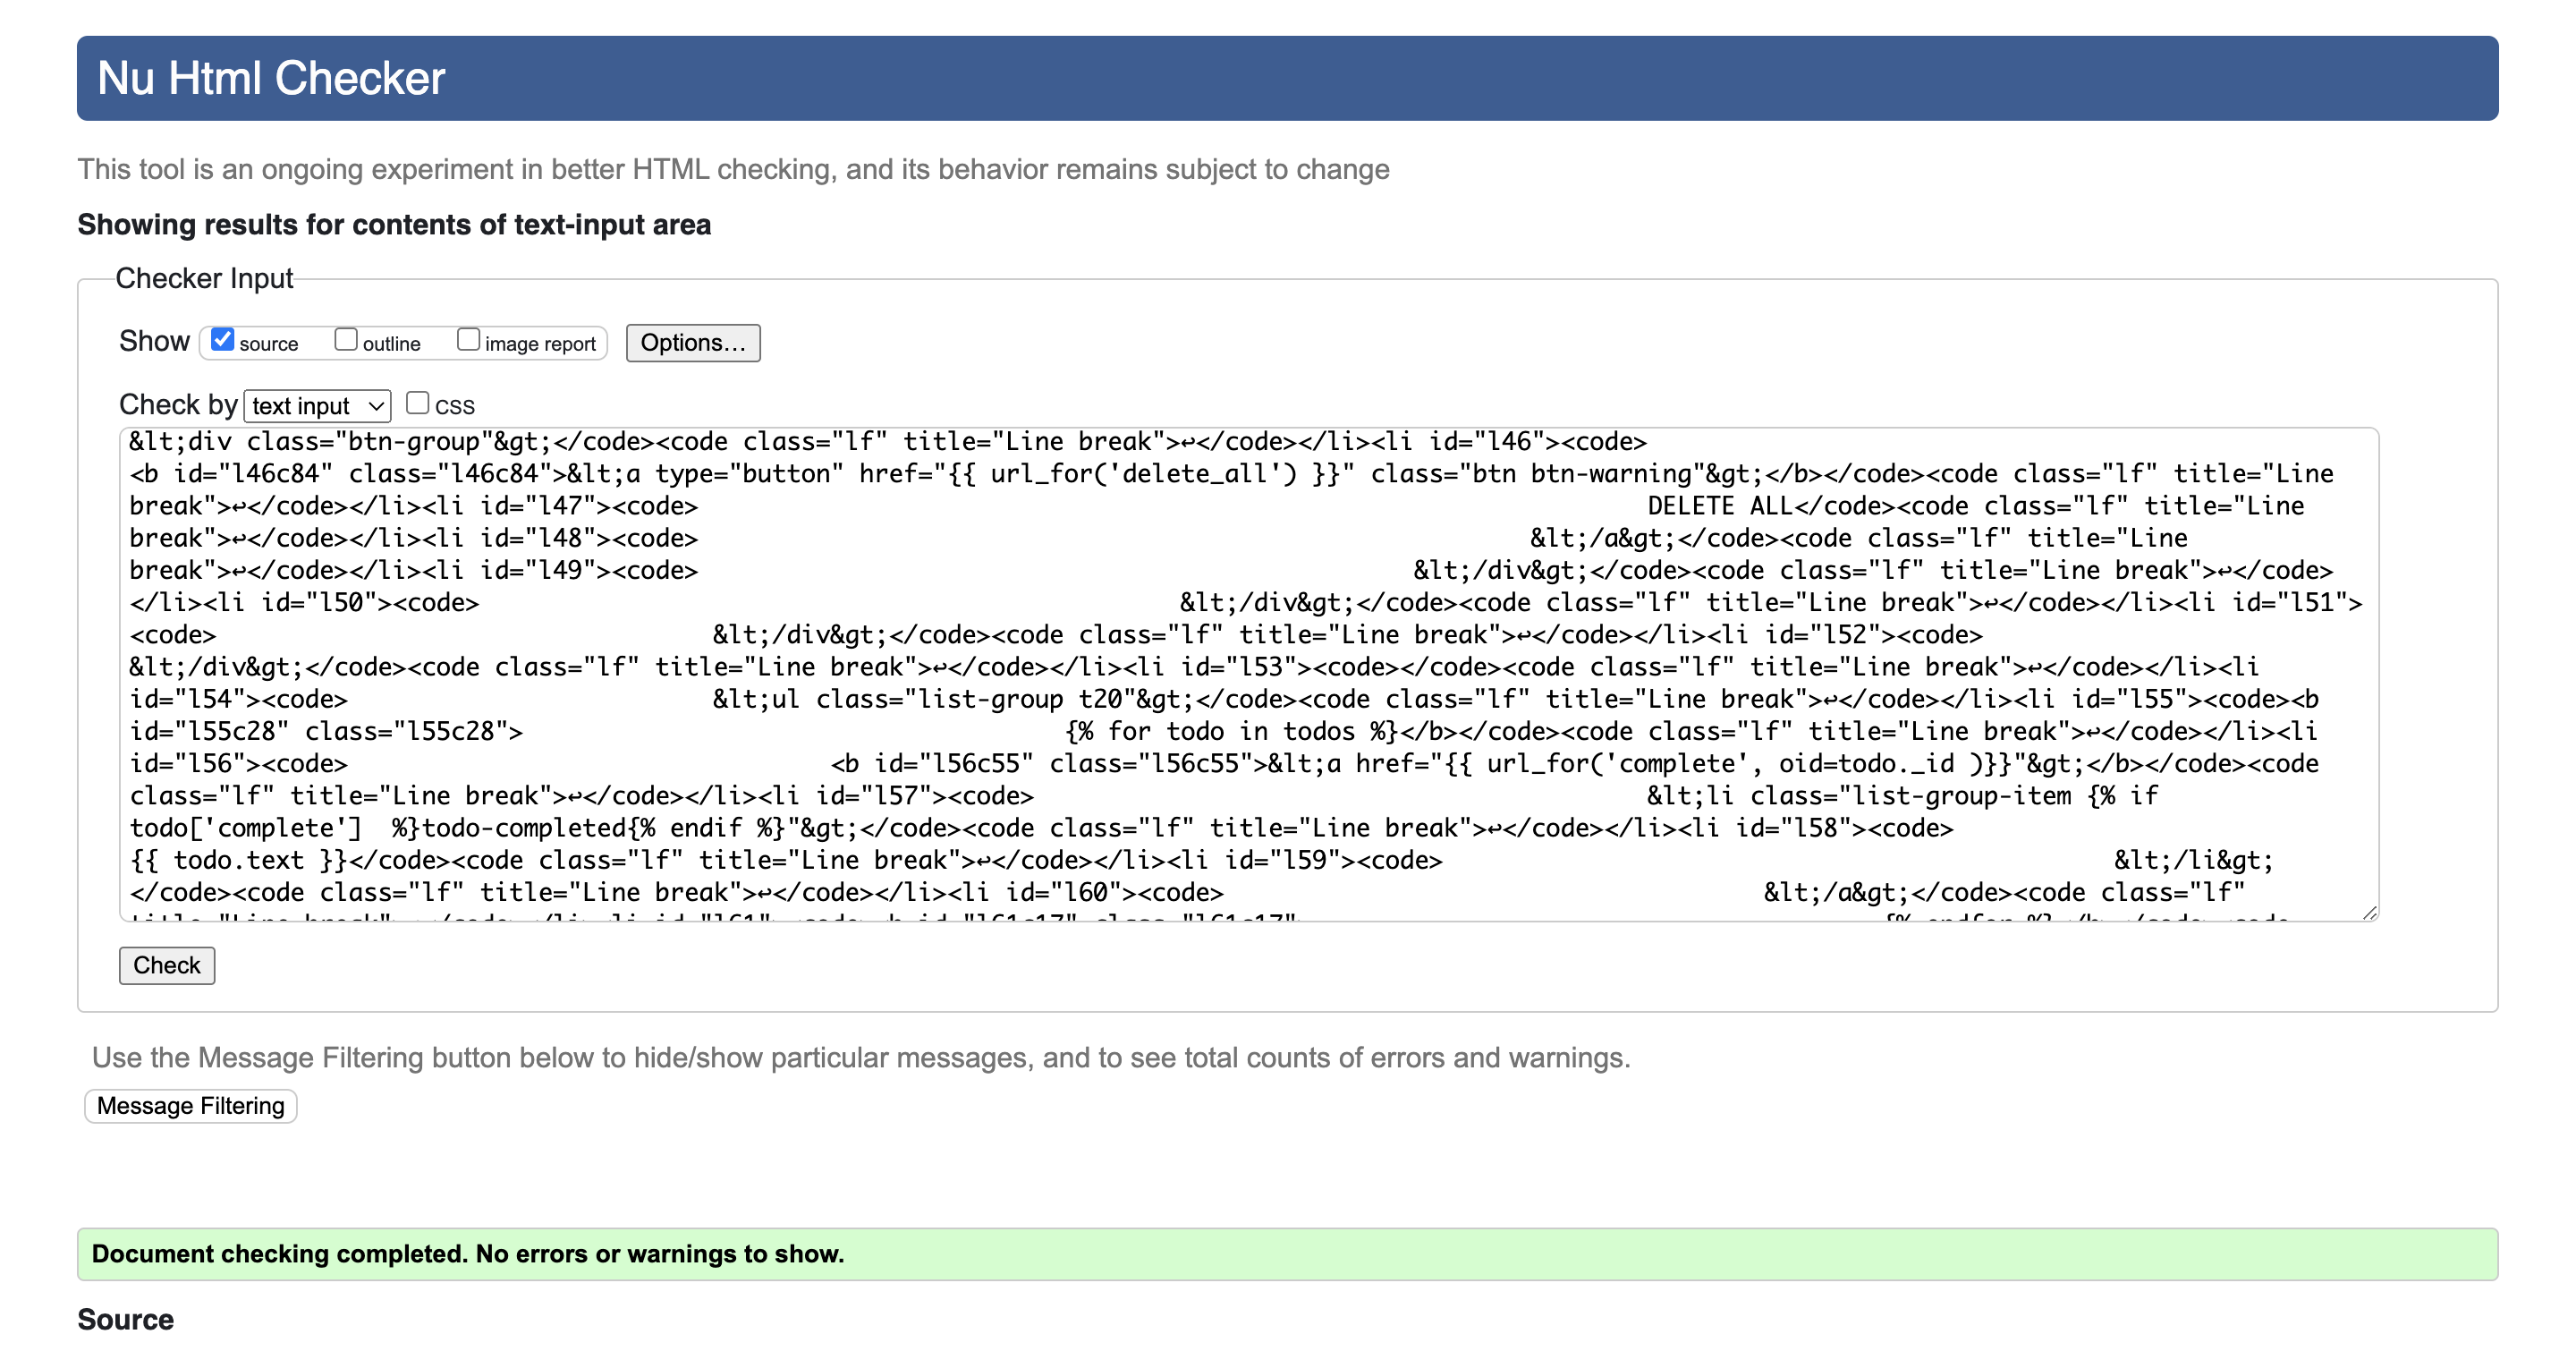 Nu Html Checker
This tool is an ongoing experiment in better HTML checking, and its behavior remains subject to change
Showing results for contents of text-input area
Checker Input
Show source outline image report Options...
Check by text input CSS
&lt;div class="btn-group"&gt;</code><code class="lf" title="Line break">↩</code></li><li id="l46"><code>
<b id="l46c84" class="l46c84">&lt;a type="button" href="{{ url_for('delete_all') }}" class="btn btn-warning"&gt;</b></code><code class="lf" title="Line
break">↩</code></li><li id="l47"><code> DELETE ALL</code><code class="lf" title="Line
break">↩</code></li><li id="l48"><code> &lt;/a&gt;</code><code class="lf" title="Line
break">↩</code></li><li id="l49"><code> &lt;/div&gt;</code><code class="lf" title="Line break">↩</code>
</li><li id="l50"><code> &lt;/div&gt;</code><code class="lf" title="Line break">↩</code></li><li id="l51">
<code> &lt;/div&gt;</code><code class="lf" title="Line break">↩</code></li><li id="l52"><code>
&lt;/div&gt;</code><code class="lf" title="Line break">↩</code></li><li id="l53"><code></code><code class="lf" title="Line break">↩</code></li><li
id="l54"><code> &lt;ul class="list-group t20"&gt;</code><code class="lf" title="Line break">↩</code></li><li id="l55"><code><b
id="l55c28" class="l55c28"> {% for todo in todos %}</b></code><code class="lf" title="Line break">↩</code></li><li
id="l56"><code> <b id="l56c55" class="l56c55">&lt;a href="{{ url_for('complete', oid=todo._id )}}"&gt;</b></code><code
class="lf" title="Line break">↩</code></li><li id="l57"><code> &lt;li class="list-group-item {% if
todo['complete']  %}todo-completed{% endif %}"&gt;</code><code class="lf" title="Line break">↩</code></li><li id="l58"><code>
{{ todo.text }}</code><code class="lf" title="Line break">↩</code></li><li id="l59"><code> &lt;/li&gt;
</code><code class="lf" title="Line break">↩</code></li><li id="l60"><code> &lt;/a&gt;</code><code class="lf"
title="Line break">↩</code></li><li id="l61"><code><b id="l61c17" class="l61c17"> {% endfor %}</b></code><code
Check
Use the Message Filtering button below to hide/show particular messages, and to see total counts of errors and warnings.
Message Filtering
Document checking completed. No errors or warnings to show.
Source